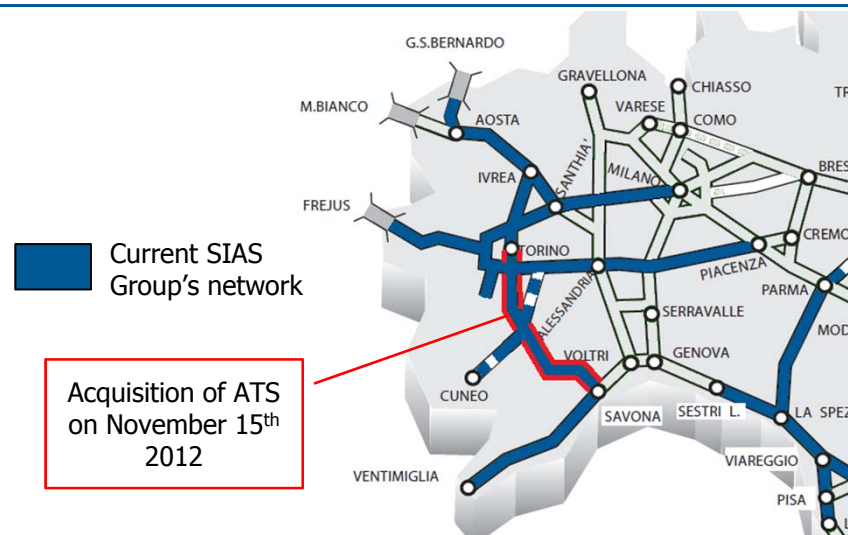 G.S.BERNARDO
GRAVELLONA
CHIASSO
TR
M.BIANCO
VARESE
COMO
AOSTA
SANTHIA'
MILANO
BRES
IVREA
FREJUS
Current SIAS
Group's network
TORINO
CREMO
PIACENZA
PARMA
ALESSANDRIA
SERRAVALLE
MOD
VOLTRI
GENOVA
Acquisition of ATS
on November 15th
2012
CUNEO
SAVONA
SESTRI L.
LA SPEZ
VIAREGGIO
VENTIMIGLIA
PISA
L